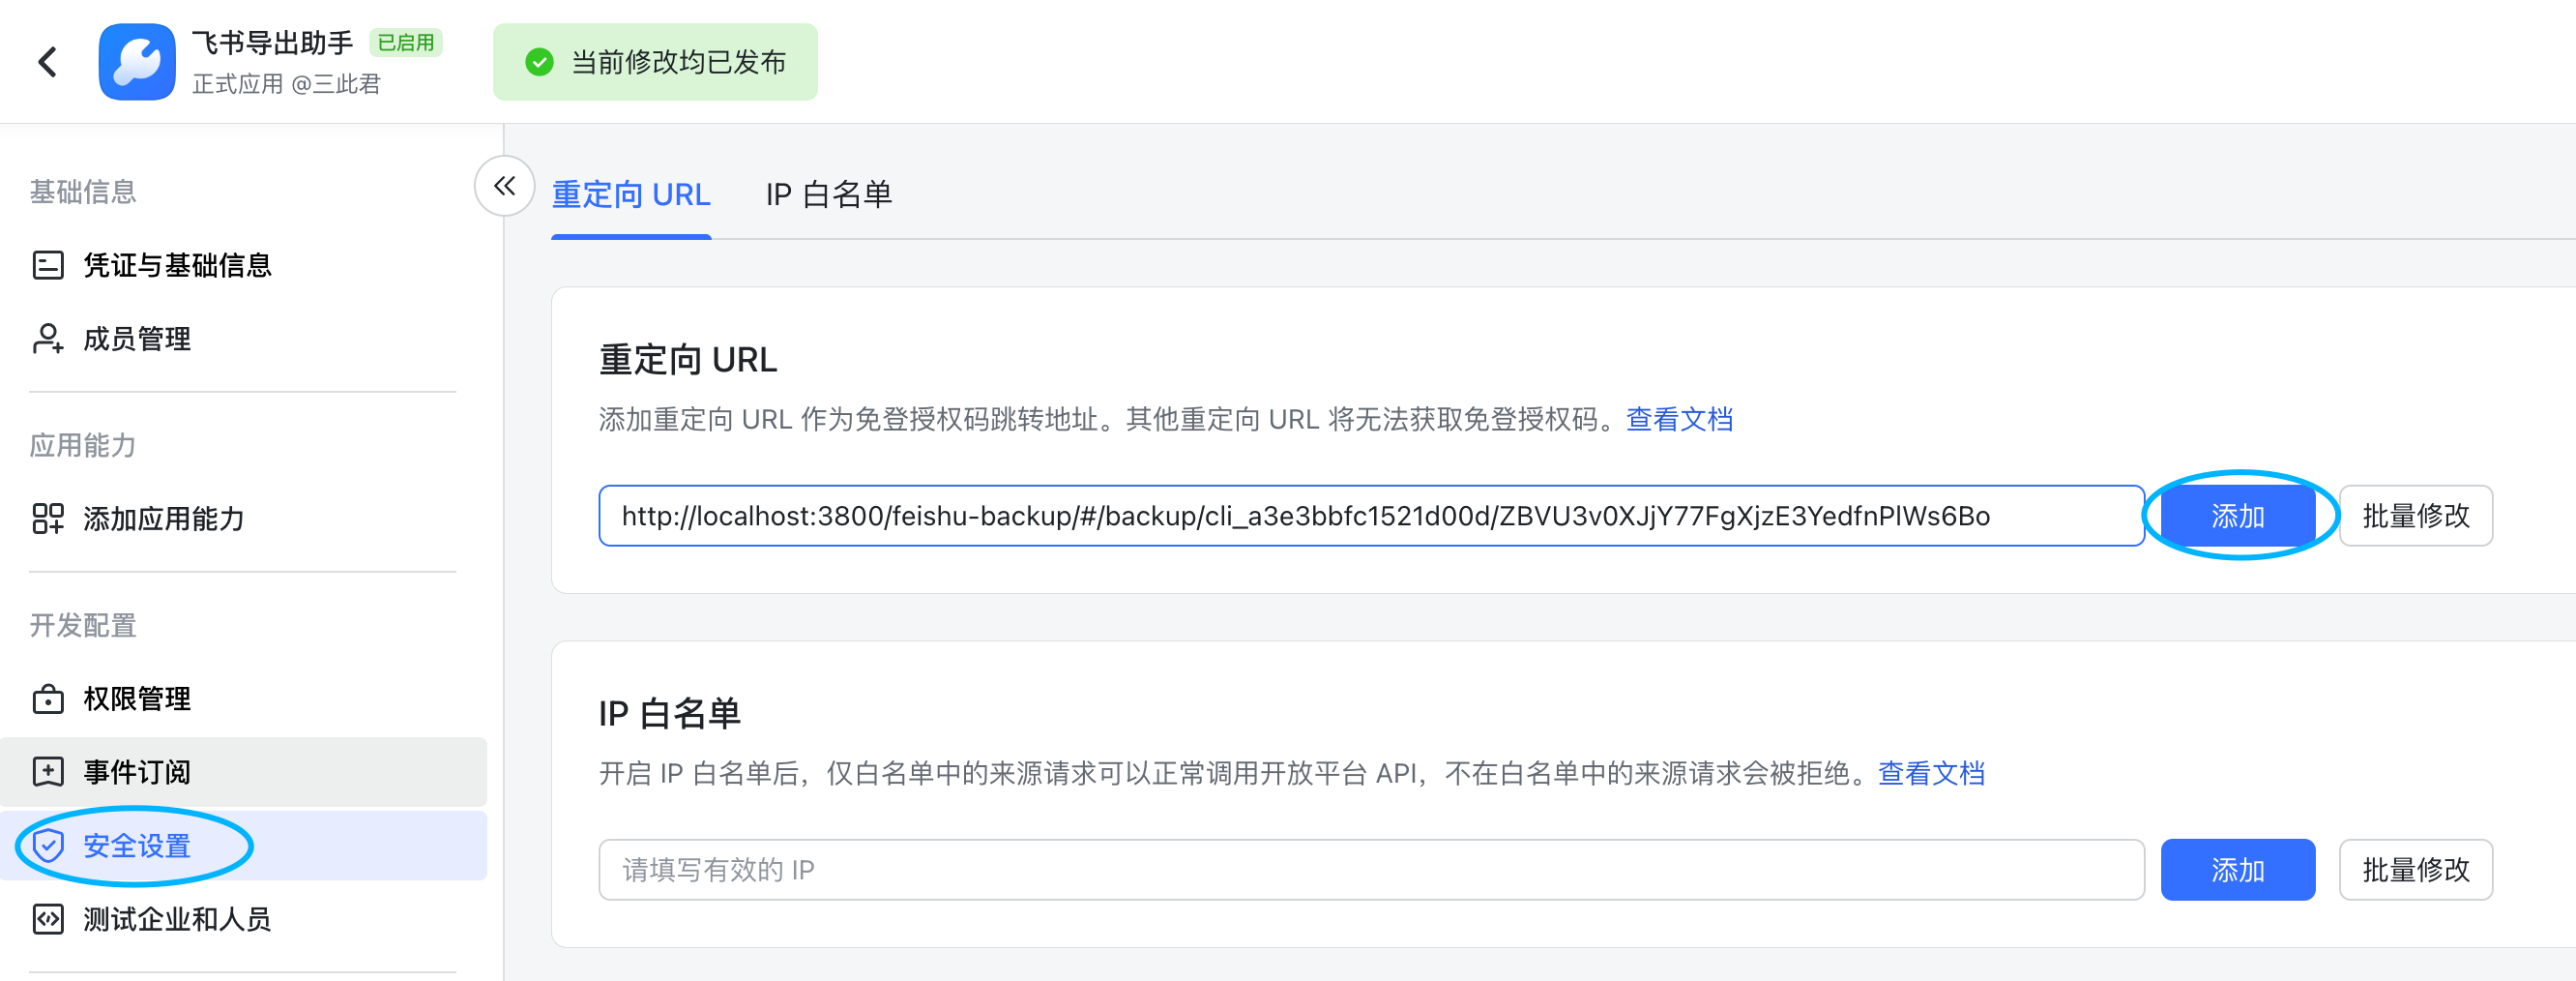 飞书导出助手 已启用
正式应用 @三此君
当前修改均已发布
基础信息
凭证与基础信息
成员管理
应用能力
添加应用能力
开发配置
权限管理
事件订阅
安全设置
测试企业和人员
重定向 URL IP 白名单
重定向 URL
添加重定向 URL 作为免登授权码跳转地址。其他重定向 URL 将无法获取免登授权码。查看文档
http://localhost:3800/feishu-backup/#/backup/cli_a3e3bbfc1521d00d/ZBVU3v0XJjY77FgXjzE3YedfnPlWs6Bo 添加 批量修改
IP 白名单
开启 IP 白名单后，仅白名单中的来源请求可以正常调用开放平台 API，不在白名单中的来源请求会被拒绝。查看文档
请填写有效的 IP 添加 批量修改